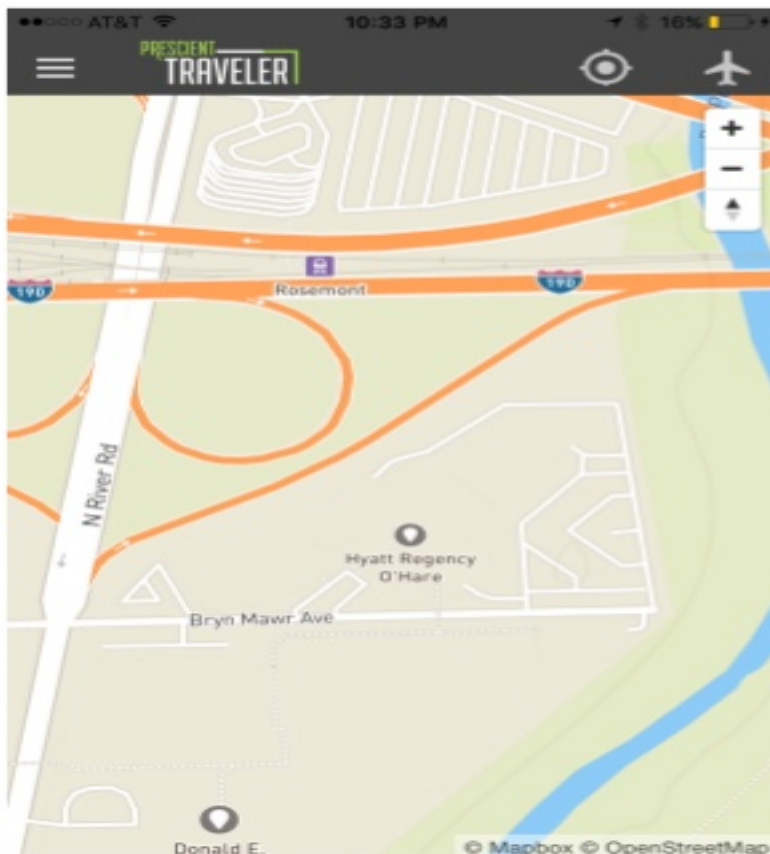 AT&T 10:33 PM 16%
PRESCIENT
TRAVELER
+
−
190
Rosemont
190
N River Rd
Hyatt Regency
O'Hare
Bryn Mawr Ave
Donald E.
© Mapbox © OpenStreetMap